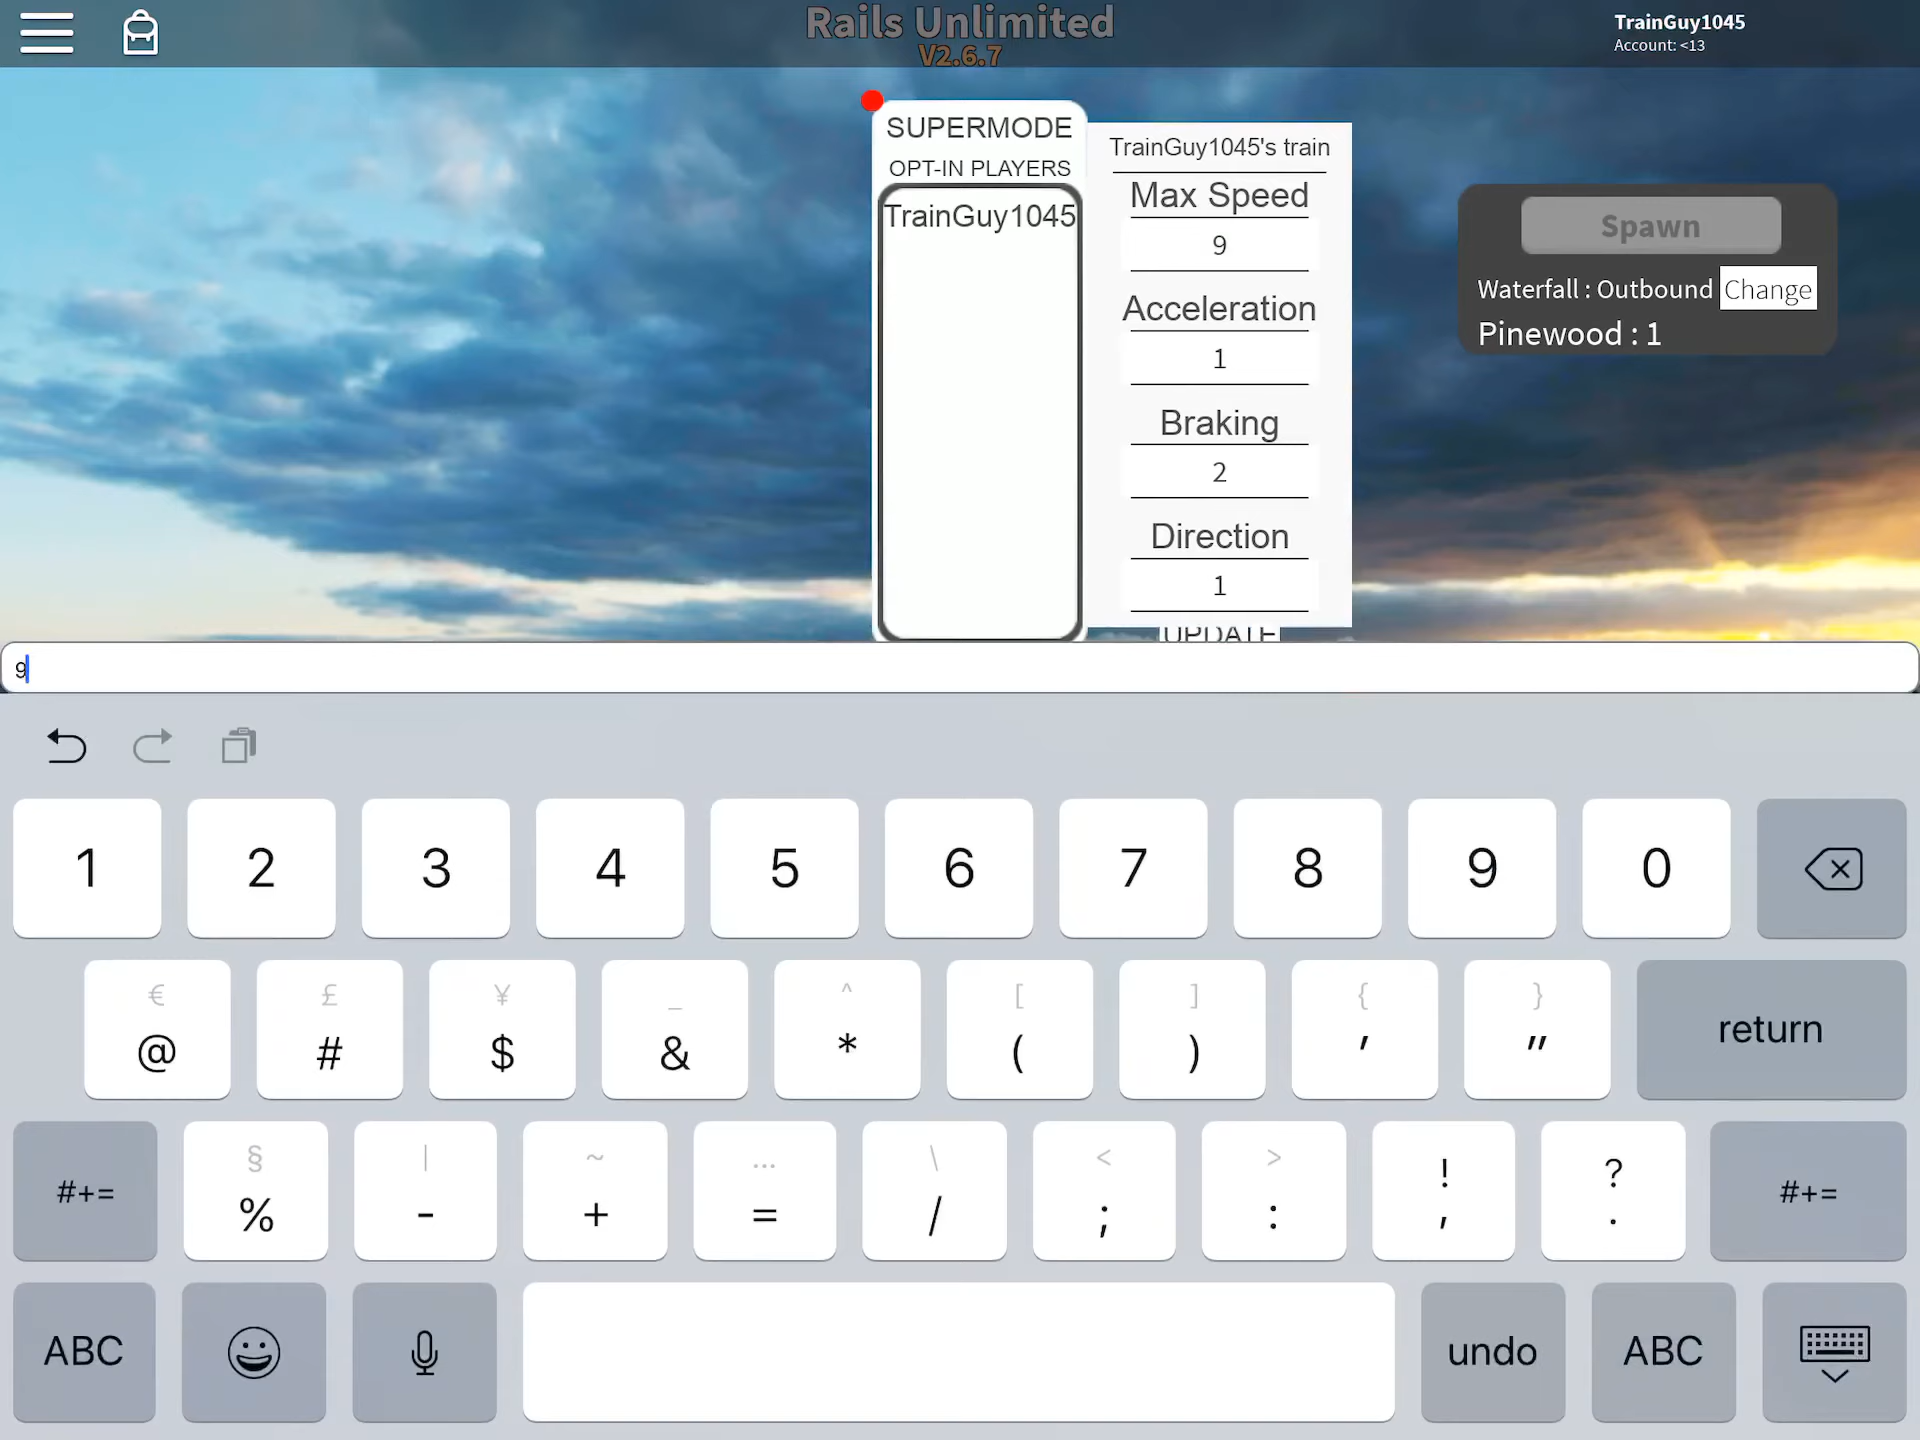 Rails Unlimited
V2.6.7
TrainGuy1045
Account: <13
SUPERMODE
OPT-IN PLAYERS
TrainGuy1045
TrainGuy1045's train
Max Speed
9
Acceleration
1
Braking
2
Direction
1
UPDATE
Spawn
Waterfall : Outbound Change
Pinewood : 1
9
1 2 3 4 5 6 7 8 9 0
€ £ ¥ _ ^ [ ] { }
@ # $ & * ( ) ' " return
§ | ~ … \ < > ! ?
#+= % - + = / ; : , . #+=
ABC undo ABC